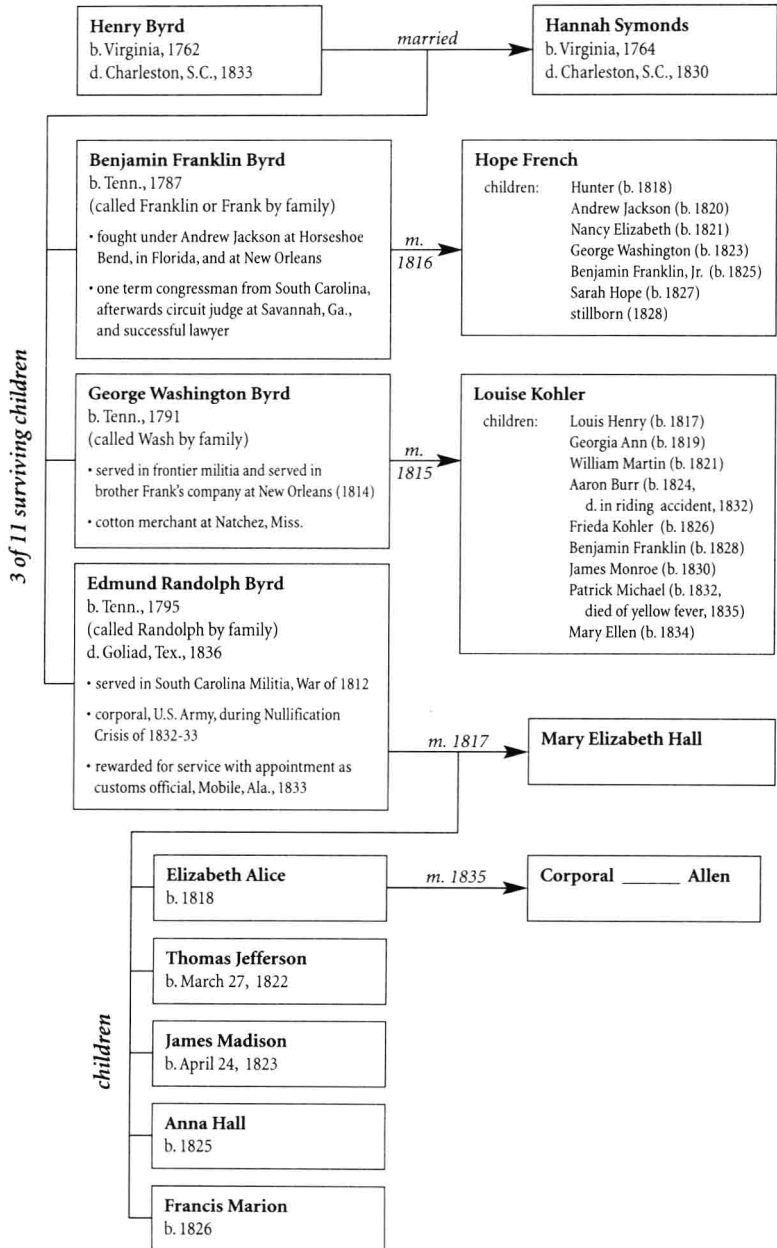 Henry Byrd
b. Virginia, 1762
d. Charleston, S.C., 1833
married
Hannah Symonds
b. Virginia, 1764
d. Charleston, S.C., 1830
3 of 11 surviving children
Benjamin Franklin Byrd
b. Tenn., 1787
(called Franklin or Frank by family)
• fought under Andrew Jackson at Horseshoe
Bend, in Florida, and at New Orleans
• one term congressman from South Carolina,
afterwards circuit judge at Savannah, Ga.,
and successful lawyer
m.
1816
Hope French
children: Hunter (b. 1818)
Andrew Jackson (b. 1820)
Nancy Elizabeth (b. 1821)
George Washington (b. 1823)
Benjamin Franklin, Jr. (b. 1825)
Sarah Hope (b. 1827)
stillborn (1828)
George Washington Byrd
b. Tenn., 1791
(called Wash by family)
• served in frontier militia and served in
brother Frank's company at New Orleans (1814)
• cotton merchant at Natchez, Miss.
m.
1815
Louise Kohler
children: Louis Henry (b. 1817)
Georgia Ann (b. 1819)
William Martin (b. 1821)
Aaron Burr (b. 1824,
d. in riding accident, 1832)
Frieda Kohler (b. 1826)
Benjamin Franklin (b. 1828)
James Monroe (b. 1830)
Patrick Michael (b. 1832,
died of yellow fever, 1835)
Mary Ellen (b. 1834)
Edmund Randolph Byrd
b. Tenn., 1795
(called Randolph by family)
d. Goliad, Tex., 1836
• served in South Carolina Militia, War of 1812
• corporal, U.S. Army, during Nullification
Crisis of 1832-33
• rewarded for service with appointment as
customs official, Mobile, Ala., 1833
m. 1817
Mary Elizabeth Hall
children
Elizabeth Alice
b. 1818
m. 1835
Corporal ______ Allen
Thomas Jefferson
b. March 27, 1822
James Madison
b. April 24, 1823
Anna Hall
b. 1825
Francis Marion
b. 1826